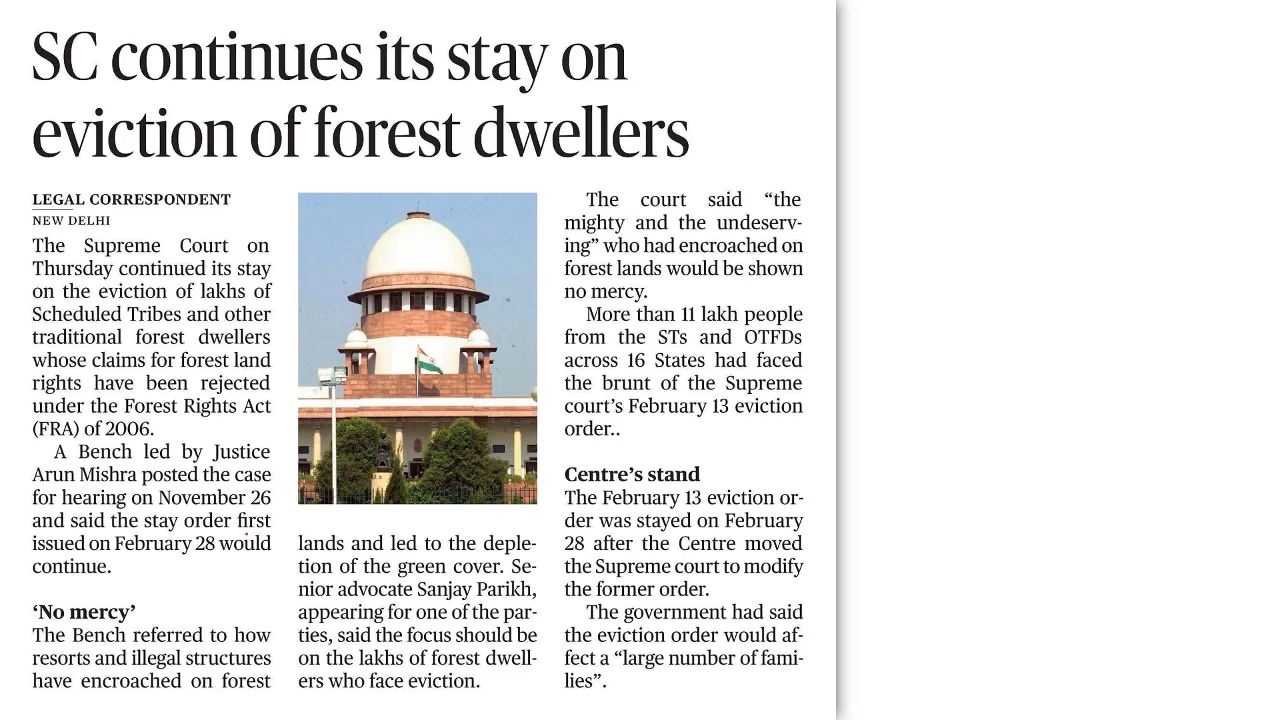 SC continues its stay on
eviction of forest dwellers
LEGAL CORRESPONDENT
NEW DELHI
The Supreme Court on
Thursday continued its stay
on the eviction of lakhs of
Scheduled Tribes and other
traditional forest dwellers
whose claims for forest land
rights have been rejected
under the Forest Rights Act
(FRA) of 2006.
A Bench led by Justice
Arun Mishra posted the case
for hearing on November 26
and said the stay order first
issued on February 28 would
continue.
‘No mercy’
The Bench referred to how
resorts and illegal structures
have encroached on forest
lands and led to the deple-
tion of the green cover. Se-
nior advocate Sanjay Parikh,
appearing for one of the par-
ties, said the focus should be
on the lakhs of forest dwell-
ers who face eviction.
The court said “the
mighty and the undeserv-
ing” who had encroached on
forest lands would be shown
no mercy.
More than 11 lakh people
from the STs and OTFDs
across 16 States had faced
the brunt of the Supreme
court’s February 13 eviction
order..
Centre’s stand
The February 13 eviction or-
der was stayed on February
28 after the Centre moved
the Supreme court to modify
the former order.
The government had said
the eviction order would af-
fect a “large number of fami-
lies”.